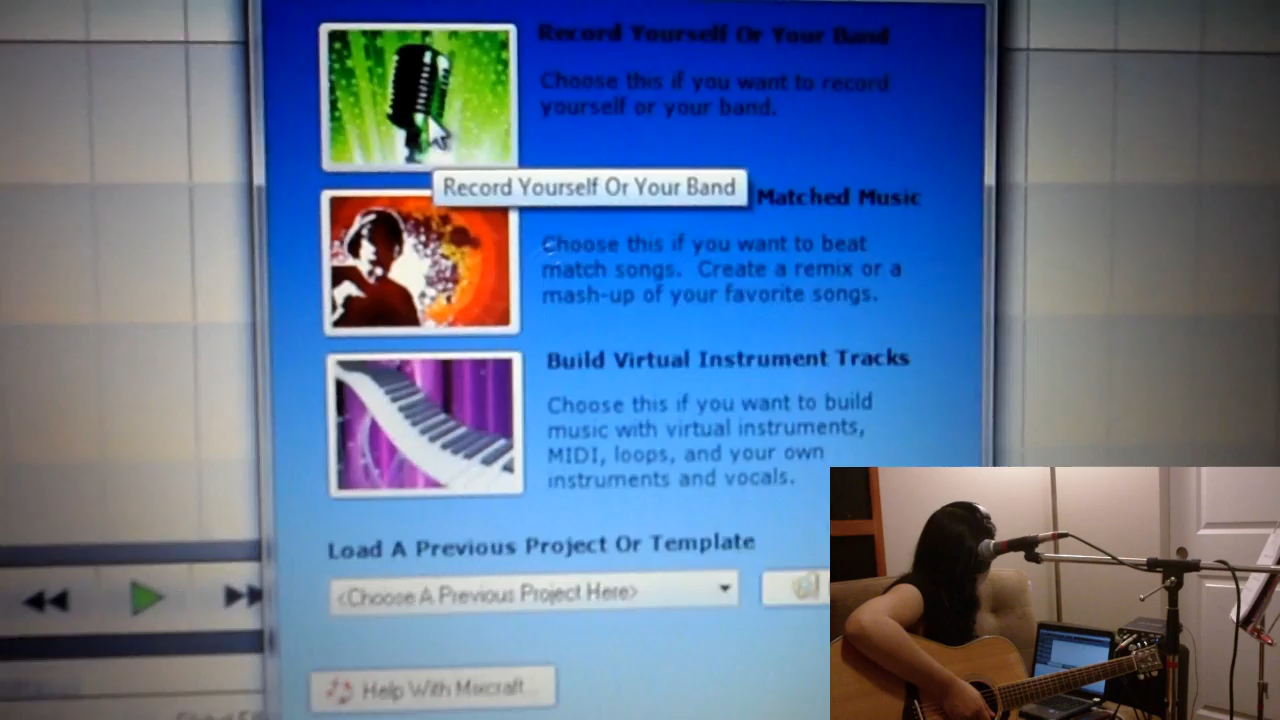 Record Yourself Or Your Band
Choose this if you want to record
yourself or your band.
Record Yourself Or Your Band
Matched Music
Choose this if you want to beat
match songs. Create a remix or a
mash-up of your favorite songs.
Build Virtual Instrument Tracks
Choose this if you want to build
music with virtual instruments,
MIDI, loops, and your own
instruments and vocals.
Load A Previous Project Or Template
<Choose A Previous Project Here>
Help With Mixcraft...